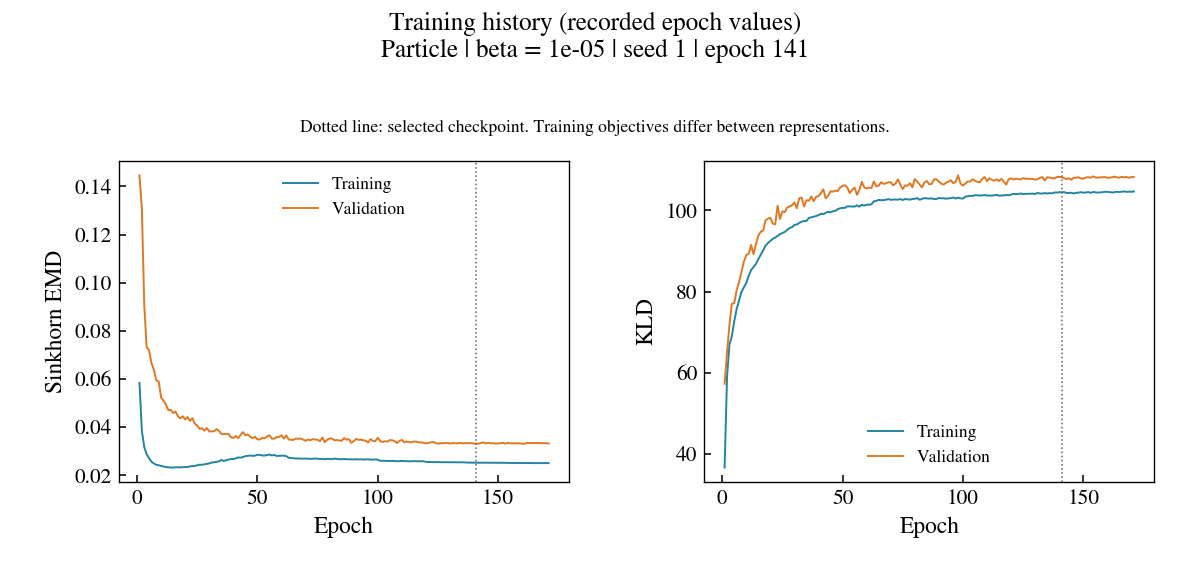 Training history (recorded epoch values)
Particle | beta = 1e-05 | seed 1 | epoch 141
Dotted line: selected checkpoint. Training objectives differ between representations.
Sinkhorn EMD
0.14
0.12
0.10
0.08
0.06
0.04
0.02
Training
Validation
0
50
100
150
Epoch
KLD
100
80
60
40
Training
Validation
0
50
100
150
Epoch